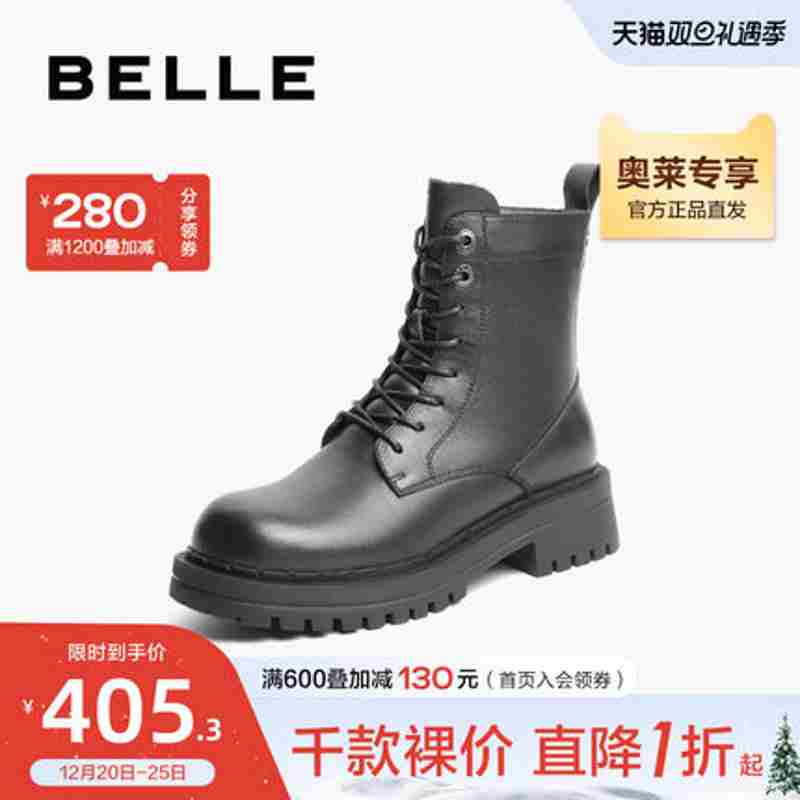 天猫双旦礼遇季
BELLE
奥莱专享
官方正品直发
¥280
满1200叠加减
分享领券
限时到手价
¥405.3
12月20日-25日
满600叠加减130元（首页入会领券）
千款裸价 直降1折起